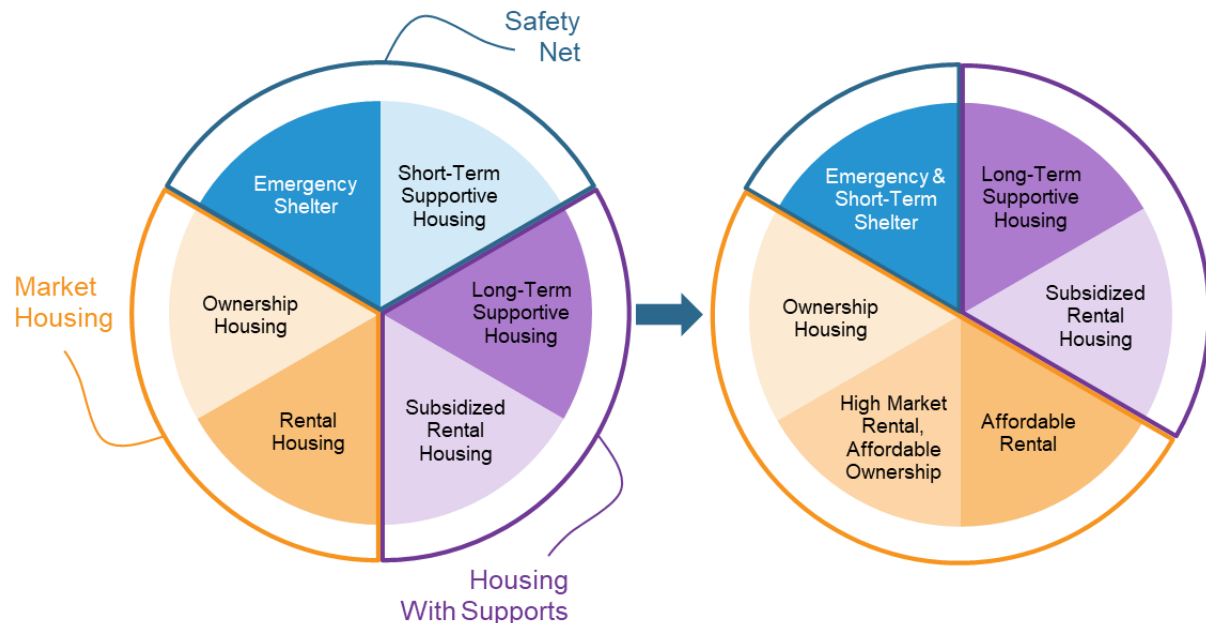 Safety
Net
Emergency
Shelter
Short-Term
Supportive
Housing
Market
Housing
Ownership
Housing
Long-Term
Supportive
Housing
Rental
Housing
Subsidized
Rental
Housing
Housing
With Supports
Emergency &
Short-Term
Shelter
Long-Term
Supportive
Housing
Ownership
Housing
Subsidized
Rental
Housing
High Market
Rental,
Affordable
Ownership
Affordable
Rental